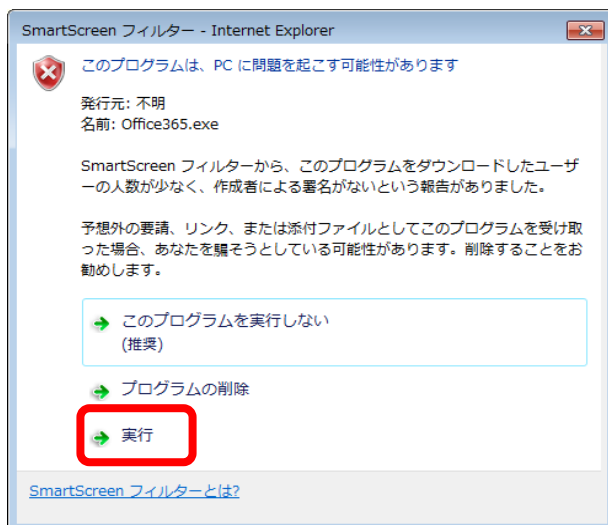 SmartScreen フィルター - Internet Explorer
このプログラムは、PC に問題を起こす可能性があります
発行元: 不明
名前: Office365.exe
SmartScreen フィルターから、このプログラムをダウンロードしたユーザ
ーの人数が少なく、作成者による署名がないという報告がありました。
予想外の要請、リンク、または添付ファイルとしてこのプログラムを受け取
った場合、あなたを騙そうとしている可能性があります。削除することをお
勧めします。
このプログラムを実行しない
(推奨)
プログラムの削除
実行
SmartScreen フィルターとは?